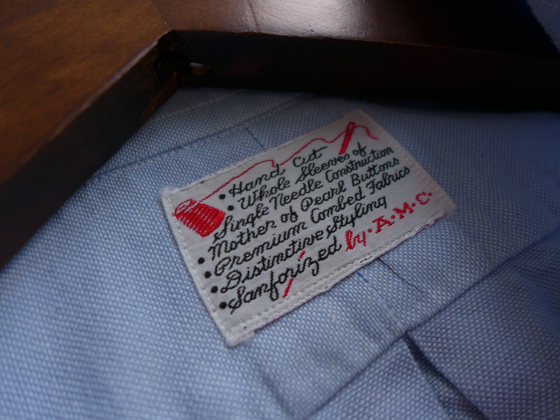 • Hand Cut
• Whole Sleeves of
Single Needle Construction
• Mother of Pearl Buttons
• Premium Combed Fabrics
• Distinctive Styling
• Sanforized by • A • M • C •